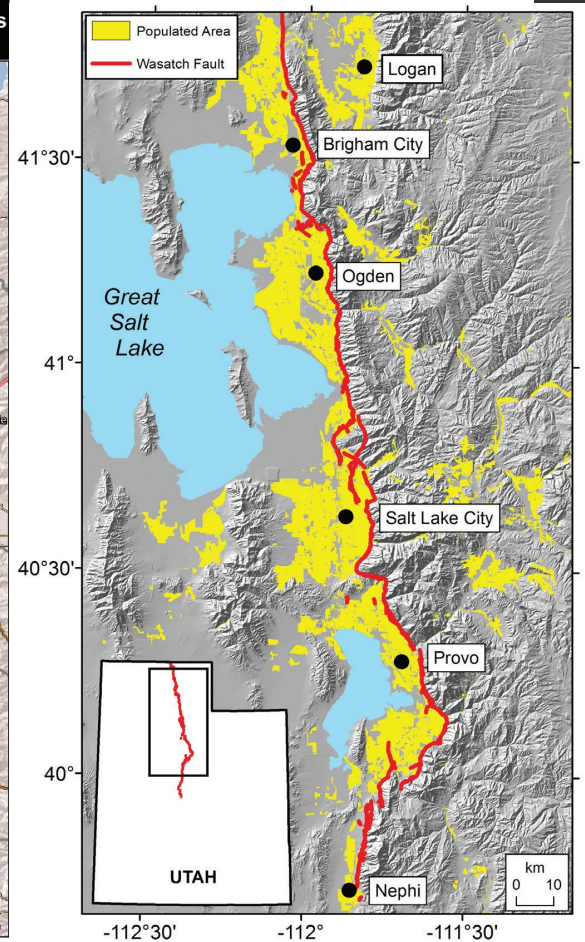 s
Populated Area
Wasatch Fault
Logan
Brigham City
41°30'
Ogden
Great
Salt
Lake
41°
Salt Lake City
40°30'
Provo
40°
UTAH
km
0 10
Nephi
-112°30'
-112°
-111°30'